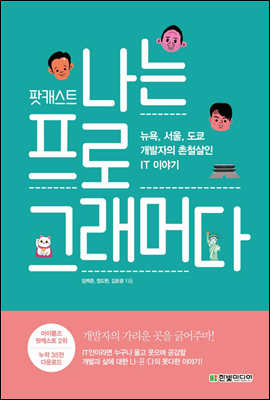 팟캐스트
나는
프로
그래머다
뉴욕, 서울, 도쿄
개발자의 촌철살인
IT 이야기
임백준, 정도현, 김호광 지음
아이튠즈
팟캐스트 2위
누적 35만
다운로드
개발자의 가려운 곳을 긁어주마!
IT인이라면 누구나 울고 웃으며 공감할
개발과 삶에 대한 나·프·다의 못다한 이야기!
한빛미디어